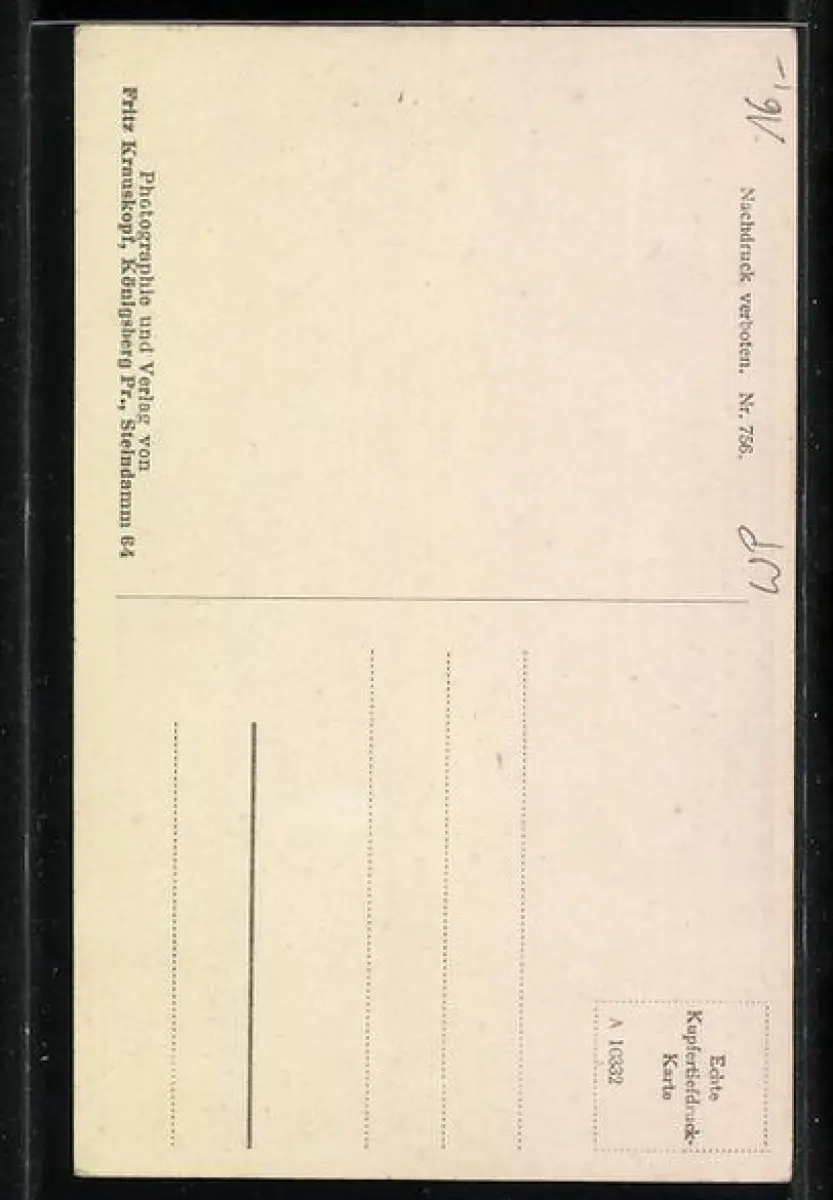 Nachdruck verboten. Nr. 756.
Echte
Kupfertiefdruck-
Karte
A 10332
Photographie und Verlag von
Fritz Krauskopf, Königsberg Pr., Steindamm 64